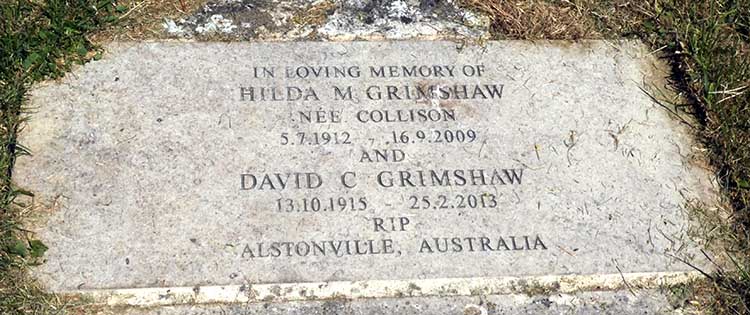 IN LOVING MEMORY OF
HILDA M GRIMSHAW
NÉE COLLISON
5.7.1912 - 16.9.2009
AND
DAVID C GRIMSHAW
13.10.1915 - 25.2.2013
RIP
ALSTONVILLE, AUSTRALIA